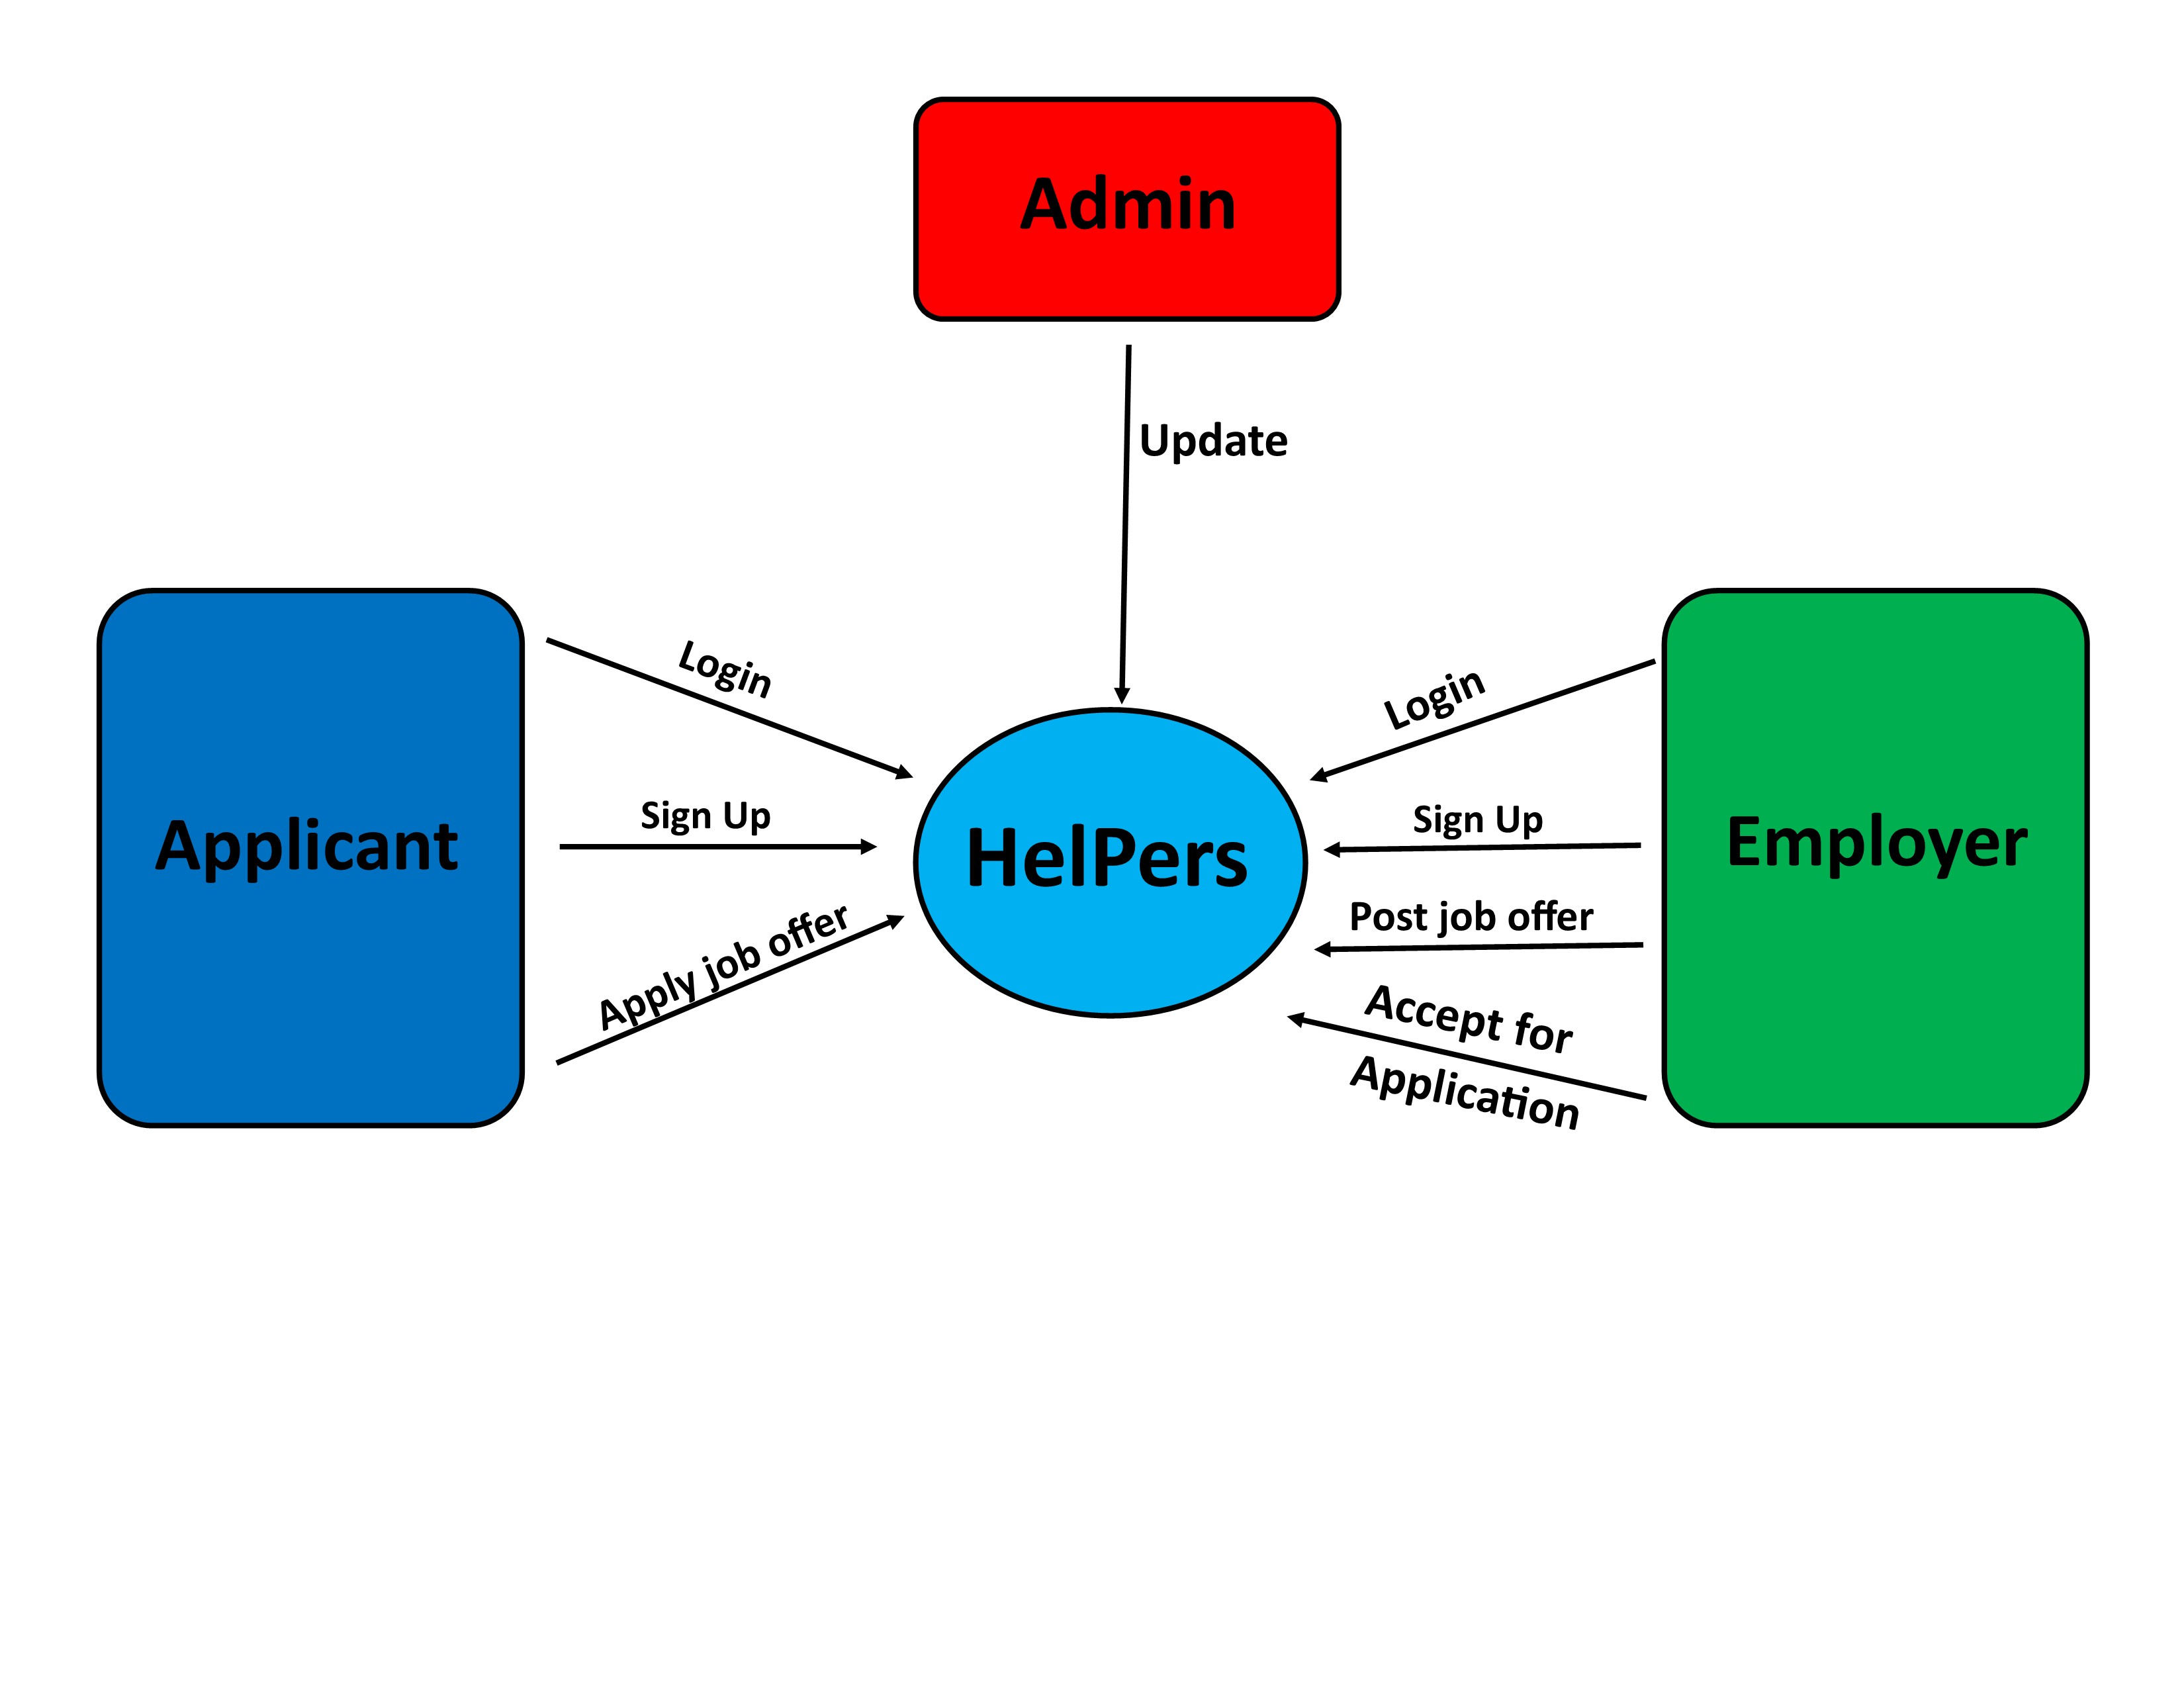 Admin
Update
Login
Login
Sign Up
Sign Up
Applicant
HelPers
Employer
Apply job offer
Post job offer
Accept for
Application